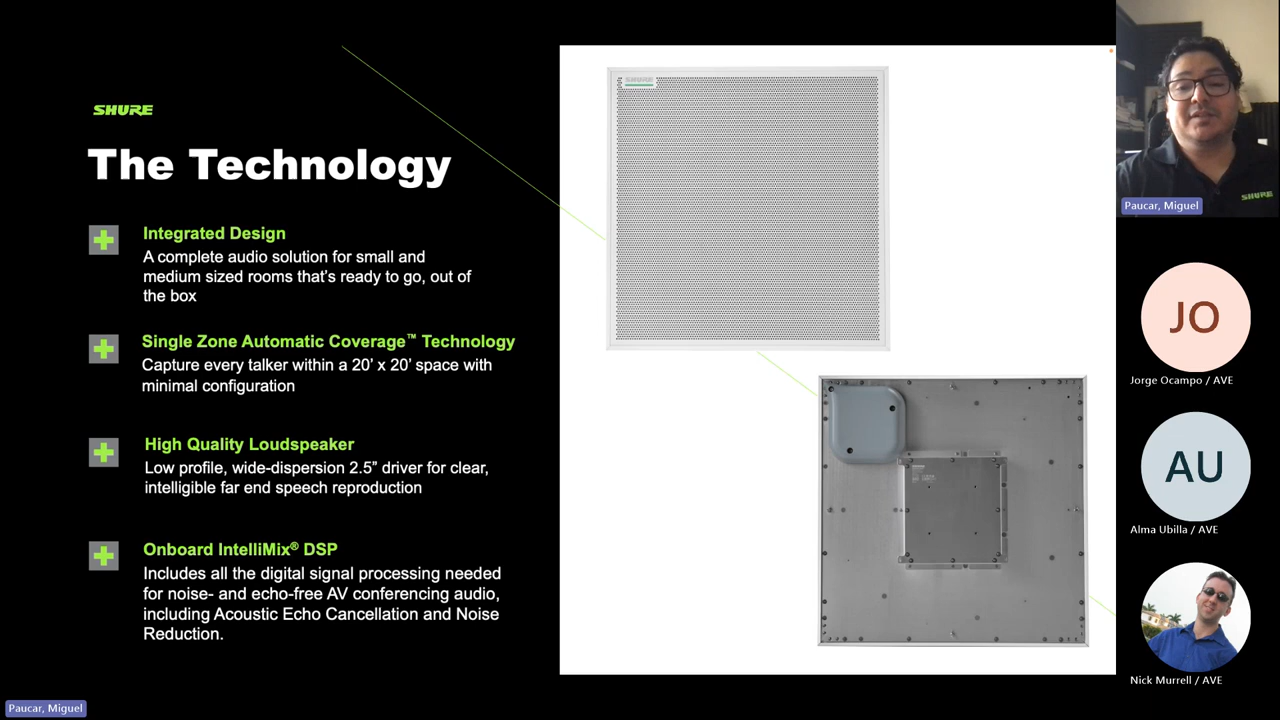 SHURE
The Technology
Integrated Design
A complete audio solution for small and
medium sized rooms that's ready to go, out of
the box
Single Zone Automatic Coverage™ Technology
Capture every talker within a 20' x 20' space with
minimal configuration
High Quality Loudspeaker
Low profile, wide-dispersion 2.5” driver for clear,
intelligible far end speech reproduction
Onboard IntelliMix® DSP
Includes all the digital signal processing needed
for noise- and echo-free AV conferencing audio,
including Acoustic Echo Cancellation and Noise
Reduction.
SHURE
SHURE
Paucar, Miguel
JO
Jorge Ocampo / AVE
AU
Alma Ubilla / AVE
Nick Murrell / AVE
Paucar, Miguel